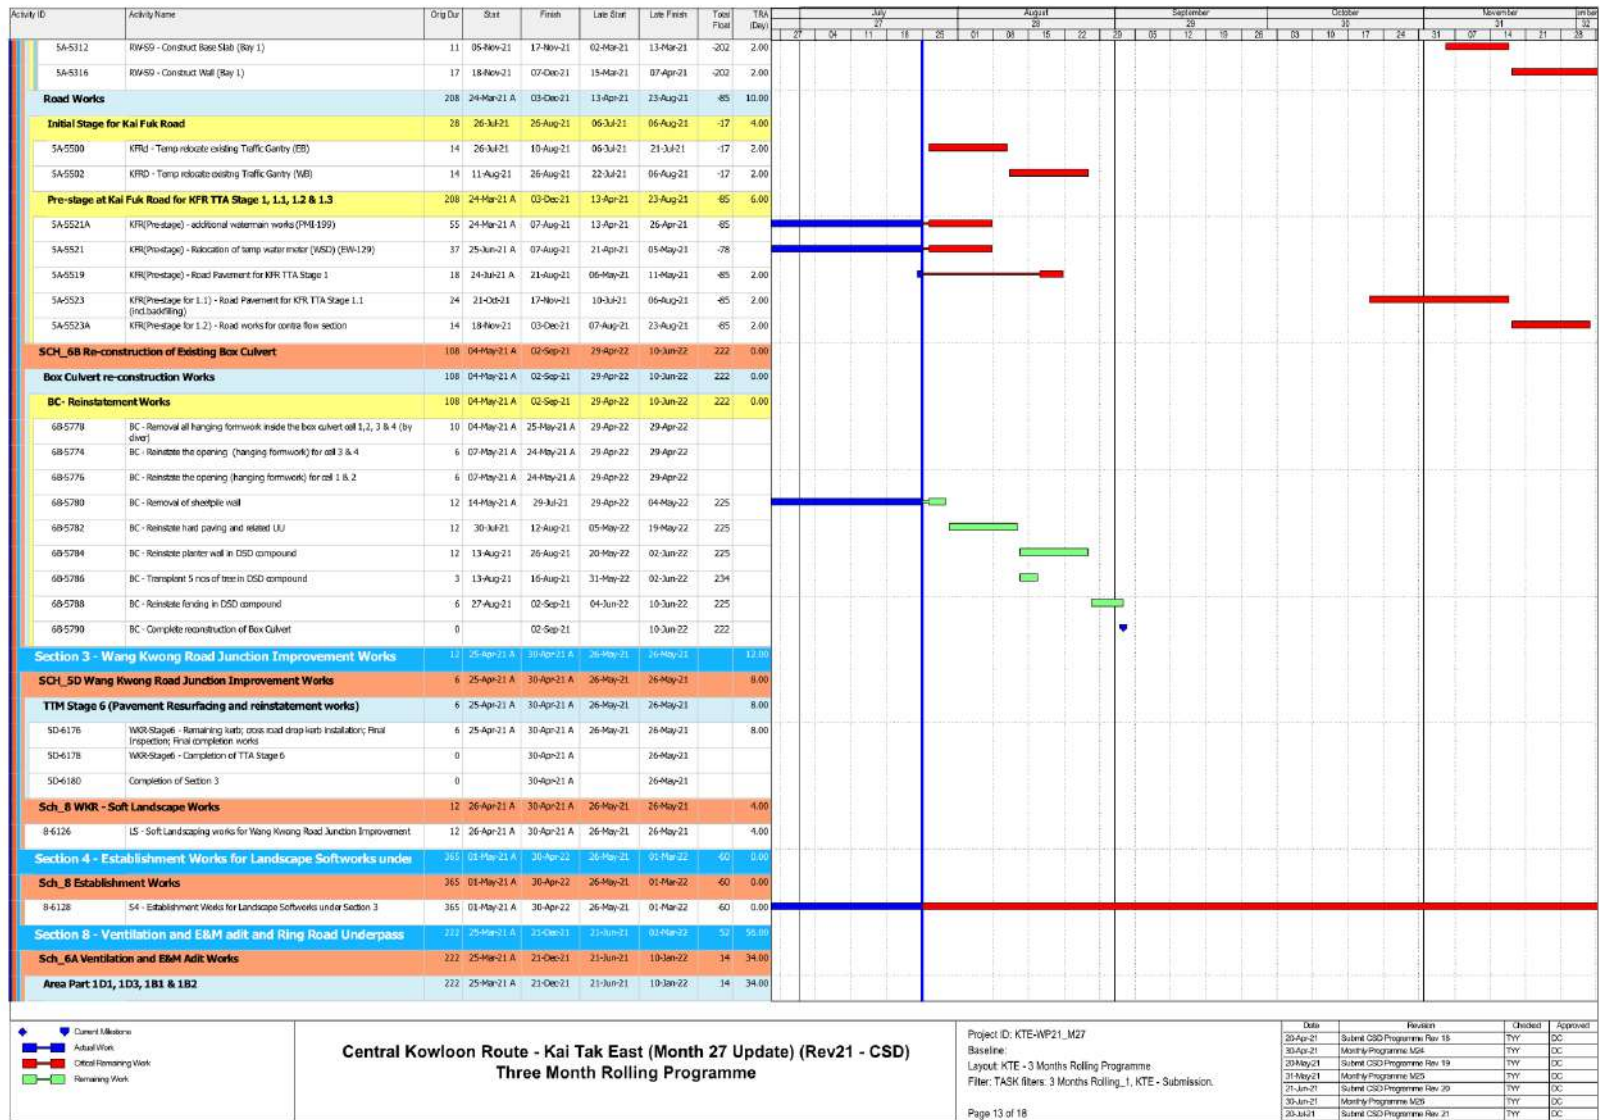 Activity ID Activity Name Orig Dur Start Finish Late Start Late Finish Total Float TRA (Day)
July August September October November
27 28 29 30 31 32
27 04 11 18 25 01 08 15 22 29 05 12 19 26 03 10 17 24 31 07 14 21 28
5A-5312 RW-S9 - Construct Base Slab (Bay 1) 11 05-Nov-21 17-Nov-21 02-Mar-21 13-Mar-21 -202 2.00
5A-5316 RW-S9 - Construct Wall (Bay 1) 17 18-Nov-21 07-Dec-21 15-Mar-21 07-Apr-21 -202 2.00
Road Works 208 24-Mar-21 A 03-Dec-21 13-Apr-21 23-Aug-21 -85 10.00
Initial Stage for Kai Fuk Road 28 26-Jul-21 26-Aug-21 06-Jul-21 06-Aug-21 -17 4.00
5A-5500 KFRd - Temp relocate existing Traffic Gantry (EB) 14 26-Jul-21 10-Aug-21 06-Jul-21 21-Jul-21 -17 2.00
5A-5502 KFRD - Temp relocate existing Traffic Gantry (WB) 14 11-Aug-21 26-Aug-21 22-Jul-21 06-Aug-21 -17 2.00
Pre-stage at Kai Fuk Road for KFR TTA Stage 1, 1.1, 1.2 & 1.3 208 24-Mar-21 A 03-Dec-21 13-Apr-21 23-Aug-21 -85 6.00
5A-5521A KFR(Pre-stage) - additional watermain works (PMI-199) 55 24-Mar-21 A 07-Aug-21 13-Apr-21 26-Apr-21 -85
5A-5521 KFR(Pre-stage) - Relocation of temp water meter (WSD) (EW-129) 37 25-Jun-21 A 07-Aug-21 21-Apr-21 05-May-21 -78
5A-5519 KFR(Pre-stage) - Road Pavement for KFR TTA Stage 1 18 24-Jul-21 A 21-Aug-21 06-May-21 11-May-21 -85 2.00
5A-5523 KFR(Pre-stage for 1.1) - Road Pavement for KFR TTA Stage 1.1 (incl.backfilling) 24 21-Oct-21 17-Nov-21 10-Jul-21 06-Aug-21 -85 2.00
5A-5523A KFR(Pre-stage for 1.2) - Road works for contra flow section 14 18-Nov-21 03-Dec-21 07-Aug-21 23-Aug-21 -85 2.00
SCH_6B Re-construction of Existing Box Culvert 108 04-May-21 A 02-Sep-21 29-Apr-22 10-Jun-22 222 0.00
Box Culvert re-construction Works 108 04-May-21 A 02-Sep-21 29-Apr-22 10-Jun-22 222 0.00
BC- Reinstatement Works 108 04-May-21 A 02-Sep-21 29-Apr-22 10-Jun-22 222 0.00
6B-5778 BC - Removal all hanging formwork inside the box culvert cell 1,2, 3 & 4 (by diver) 10 04-May-21 A 25-May-21 A 29-Apr-22 29-Apr-22
6B-5774 BC - Reinstate the opening (hanging formwork) for cell 3 & 4 6 07-May-21 A 24-May-21 A 29-Apr-22 29-Apr-22
6B-5776 BC - Reinstate the opening (hanging formwork) for cell 1 & 2 6 07-May-21 A 24-May-21 A 29-Apr-22 29-Apr-22
6B-5780 BC - Removal of sheetpile wall 12 14-May-21 A 29-Jul-21 29-Apr-22 04-May-22 225
6B-5782 BC - Reinstate hard paving and related UU 12 30-Jul-21 12-Aug-21 05-May-22 19-May-22 225
6B-5784 BC - Reinstate planter wall in DSD compound 12 13-Aug-21 26-Aug-21 20-May-22 02-Jun-22 225
6B-5786 BC - Transplant 5 nos of tree in DSD compound 3 13-Aug-21 16-Aug-21 31-May-22 02-Jun-22 234
6B-5788 BC - Reinstate fencing in DSD compound 6 27-Aug-21 02-Sep-21 04-Jun-22 10-Jun-22 225
6B-5790 BC - Complete reconstruction of Box Culvert 0 02-Sep-21 10-Jun-22 222
Section 3 - Wang Kwong Road Junction Improvement Works 12 25-Apr-21 A 30-Apr-21 A 26-May-21 26-May-21 12.00
SCH_5D Wang Kwong Road Junction Improvement Works 6 25-Apr-21 A 30-Apr-21 A 26-May-21 26-May-21 8.00
TTM Stage 6 (Pavement Resurfacing and reinstatement works) 6 25-Apr-21 A 30-Apr-21 A 26-May-21 26-May-21 8.00
5D-6176 WKR-Stage6 - Remaining kerb; cross road drop kerb installation; Final Inspection; Final completion works 6 25-Apr-21 A 30-Apr-21 A 26-May-21 26-May-21 8.00
5D-6178 WKR-Stage6 - Completion of TTA Stage 6 0 30-Apr-21 A 26-May-21
5D-6180 Completion of Section 3 0 30-Apr-21 A 26-May-21
Sch_8 WKR - Soft Landscape Works 12 26-Apr-21 A 30-Apr-21 A 26-May-21 26-May-21 4.00
8-6126 LS - Soft Landscaping works for Wang Kwong Road Junction Improvement 12 26-Apr-21 A 30-Apr-21 A 26-May-21 26-May-21 4.00
Section 4 - Establishment Works for Landscape Softworks under 365 01-May-21 A 30-Apr-22 26-May-21 01-Mar-22 -60 0.00
Sch_8 Establishment Works 365 01-May-21 A 30-Apr-22 26-May-21 01-Mar-22 -60 0.00
8-6128 S4 - Establishment Works for Landscape Softworks under Section 3 365 01-May-21 A 30-Apr-22 26-May-21 01-Mar-22 -60 0.00
Section 8 - Ventilation and E&M adit and Ring Road Underpass 222 25-Mar-21 A 21-Dec-21 21-Jun-21 02-Mar-22 52 56.00
Sch_6A Ventilation and E&M Adit Works 222 25-Mar-21 A 21-Dec-21 21-Jun-21 10-Jan-22 14 34.00
Area Part 1D1, 1D3, 1B1 & 1B2 222 25-Mar-21 A 21-Dec-21 21-Jun-21 10-Jan-22 14 34.00
Current Milestone
Actual Work
Critical Remaining Work
Remaining Work
Central Kowloon Route - Kai Tak East (Month 27 Update) (Rev21 - CSD)
Three Month Rolling Programme
Project ID: KTE-WP21_M27
Baseline:
Layout: KTE - 3 Months Rolling Programme
Filter: TASK filters: 3 Months Rolling_1, KTE - Submission.
Page 13 of 18
Date Revision Checked Approved
20-Apr-21 Submit CSD Programme Rev 18 TYY DC
30-Apr-21 Monthly Programme M24 TYY DC
20-May-21 Submit CSD Programme Rev 19 TYY DC
31-May-21 Monthly Programme M25 TYY DC
21-Jun-21 Submit CSD Programme Rev 20 TYY DC
30-Jun-21 Monthly Programme M26 TYY DC
20-Jul-21 Submit CSD Programme Rev 21 TYY DC